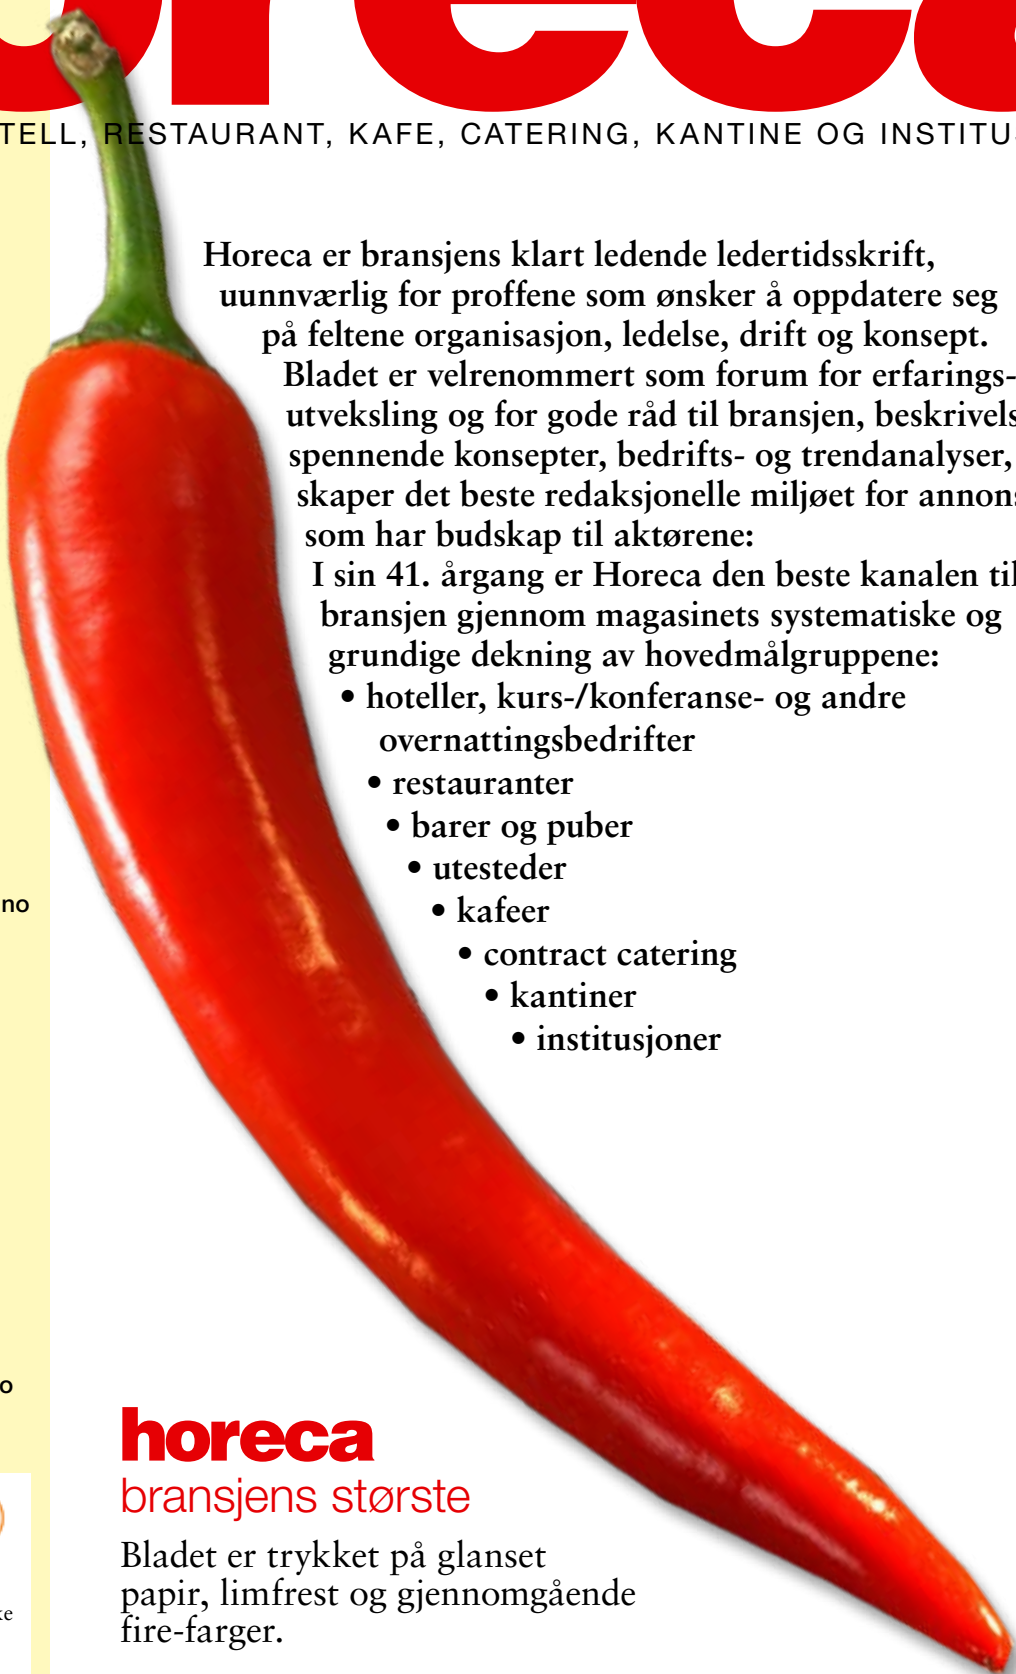 oreca
TELL, RESTAURANT, KAFE, CATERING, KANTINE OG INSTITU
Horeca er bransjens klart ledende ledertidsskrift,
uunnværlig for proffene som ønsker å oppdatere seg
på feltene organisasjon, ledelse, drift og konsept.
Bladet er velrenommert som forum for erfarings-
utveksling og for gode råd til bransjen, beskrivels
spennende konsepter, bedrifts- og trendanalyser,
skaper det beste redaksjonelle miljøet for annons
som har budskap til aktørene:
I sin 41. årgang er Horeca den beste kanalen til
bransjen gjennom magasinets systematiske og
grundige dekning av hovedmålgruppene:
• hoteller, kurs-/konferanse- og andre
overnattingsbedrifter
• restauranter
• barer og puber
• utesteder
• kafeer
• contract catering
• kantiner
• institusjoner
no
o
ke
horeca
bransjens største
Bladet er trykket på glanset
papir, limfrest og gjennomgående
fire-farger.